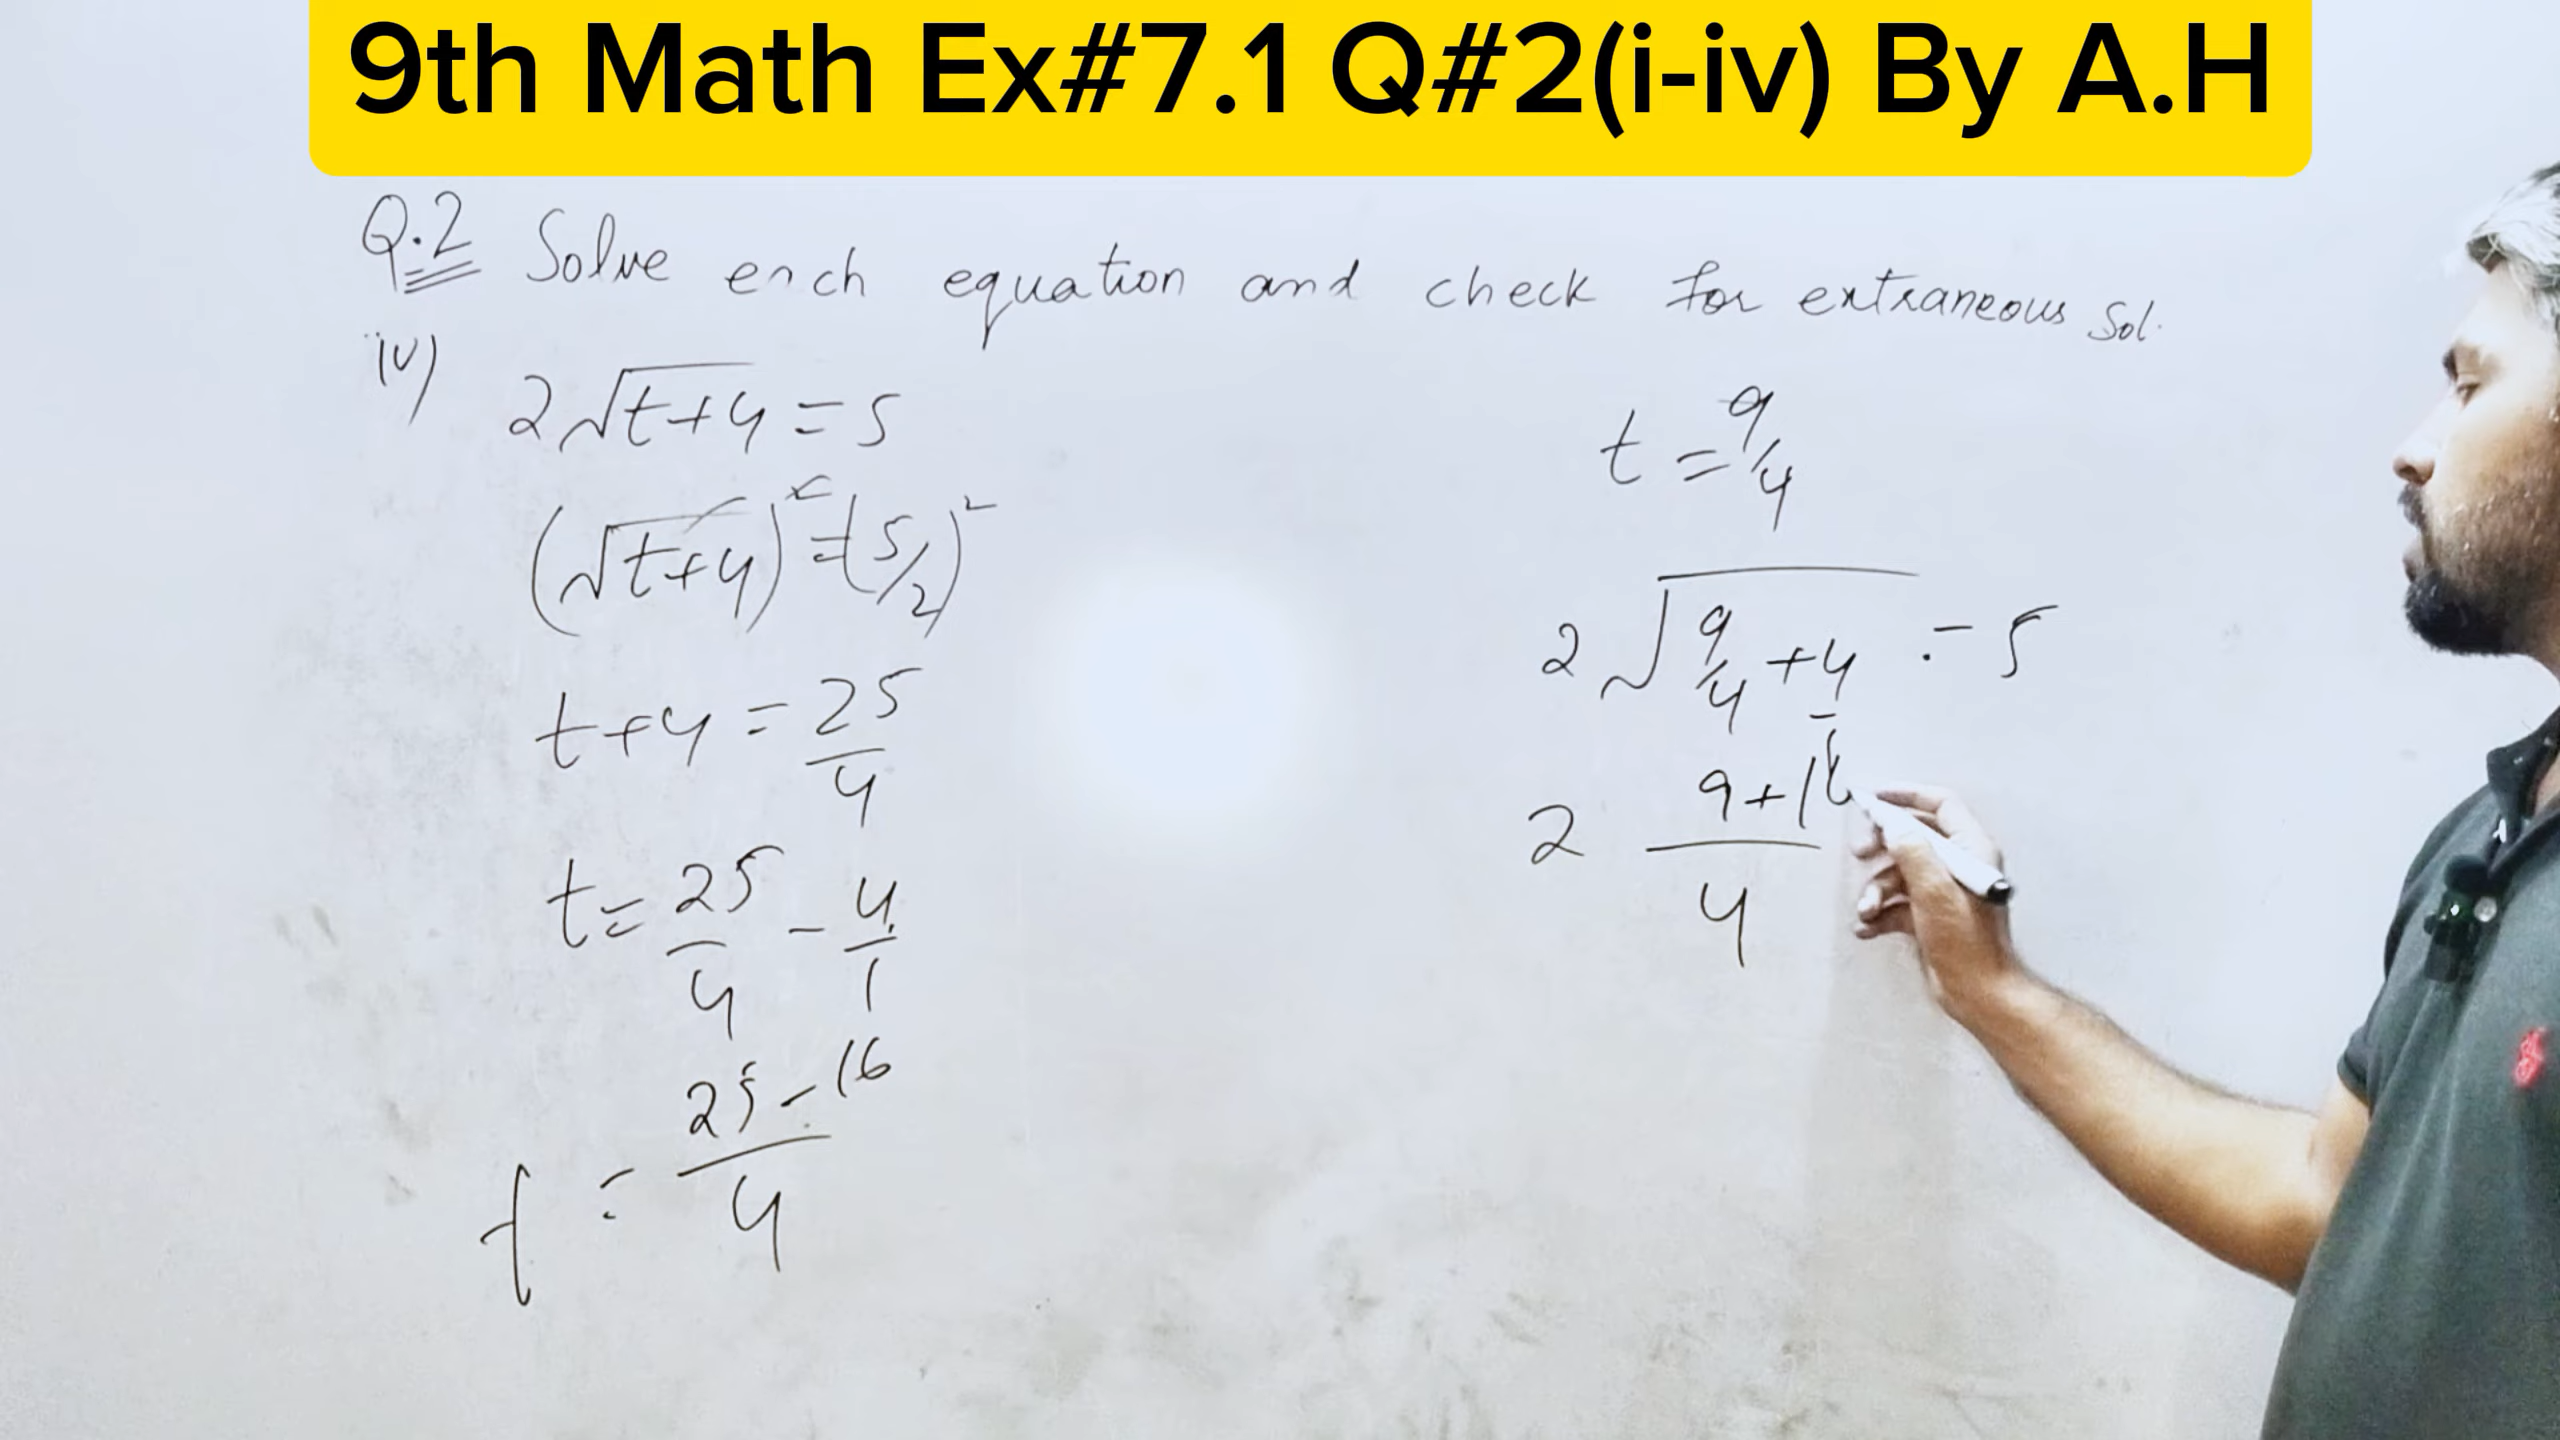 9th Math Ex#7.1 Q#2(i-iv) By A.H
Q.2 Solve each equation and check for extraneous Sol.
iv)
2√t+4 = 5
(√t+4)² = (5/2)²
t+4 = 25/4
t = 25/4 - 4/1
t = 25-16/4
t = 9/4
2√9/4+4/1 = 5
2 9+16/4